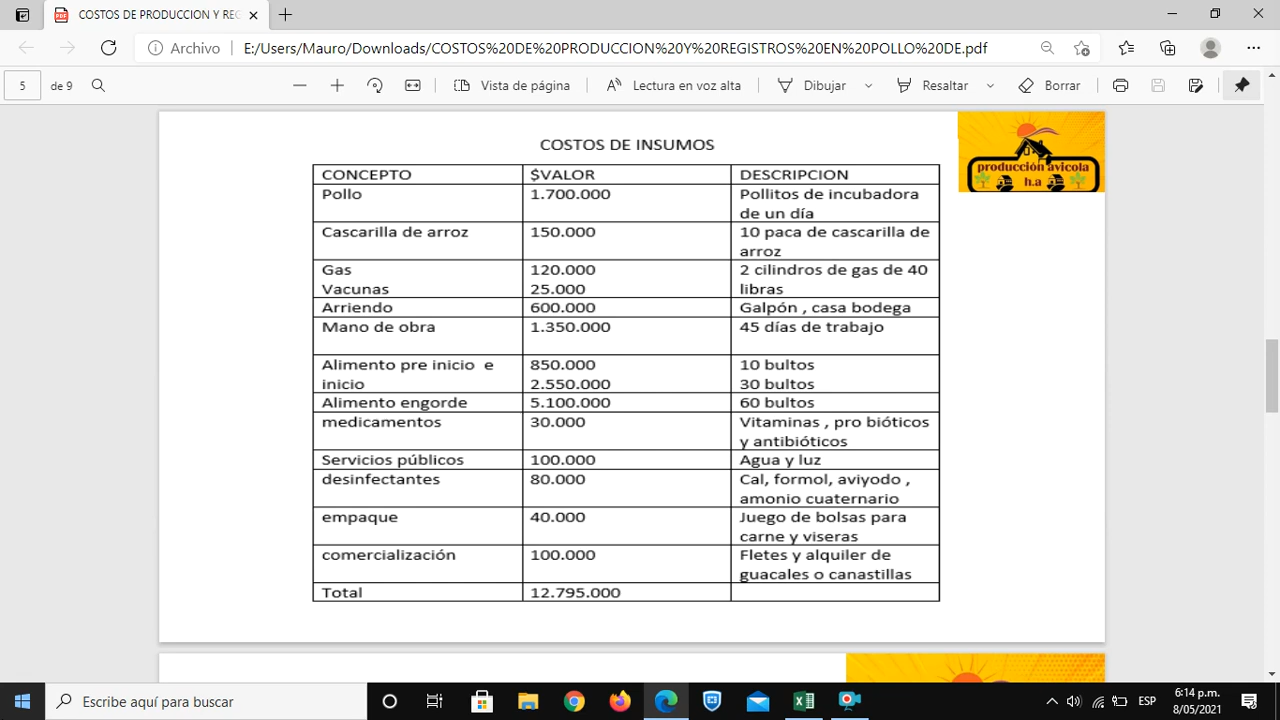 COSTOS DE PRODUCCION Y REG
Archivo E:/Users/Mauro/Downloads/COSTOS%20DE%20PRODUCCION%20Y%20REGISTROS%20EN%20POLLO%20DE.pdf
5 de 9 Vista de página Lectura en voz alta Dibujar Resaltar Borrar
COSTOS DE INSUMOS
producción avicola
h.a
CONCEPTO $VALOR DESCRIPCION
Pollo 1.700.000 Pollitos de incubadora
de un día
Cascarilla de arroz 150.000 10 paca de cascarilla de
arroz
Gas 120.000 2 cilindros de gas de 40
Vacunas 25.000 libras
Arriendo 600.000 Galpón , casa bodega
Mano de obra 1.350.000 45 días de trabajo
Alimento pre inicio e 850.000 10 bultos
inicio 2.550.000 30 bultos
Alimento engorde 5.100.000 60 bultos
medicamentos 30.000 Vitaminas , pro bióticos
y antibióticos
Servicios públicos 100.000 Agua y luz
desinfectantes 80.000 Cal, formol, aviyodo ,
amonio cuaternario
empaque 40.000 Juego de bolsas para
carne y viseras
comercialización 100.000 Fletes y alquiler de
guacales o canastillas
Total 12.795.000
Escribe aquí para buscar
ESP
6:14 p.m.
8/05/2021